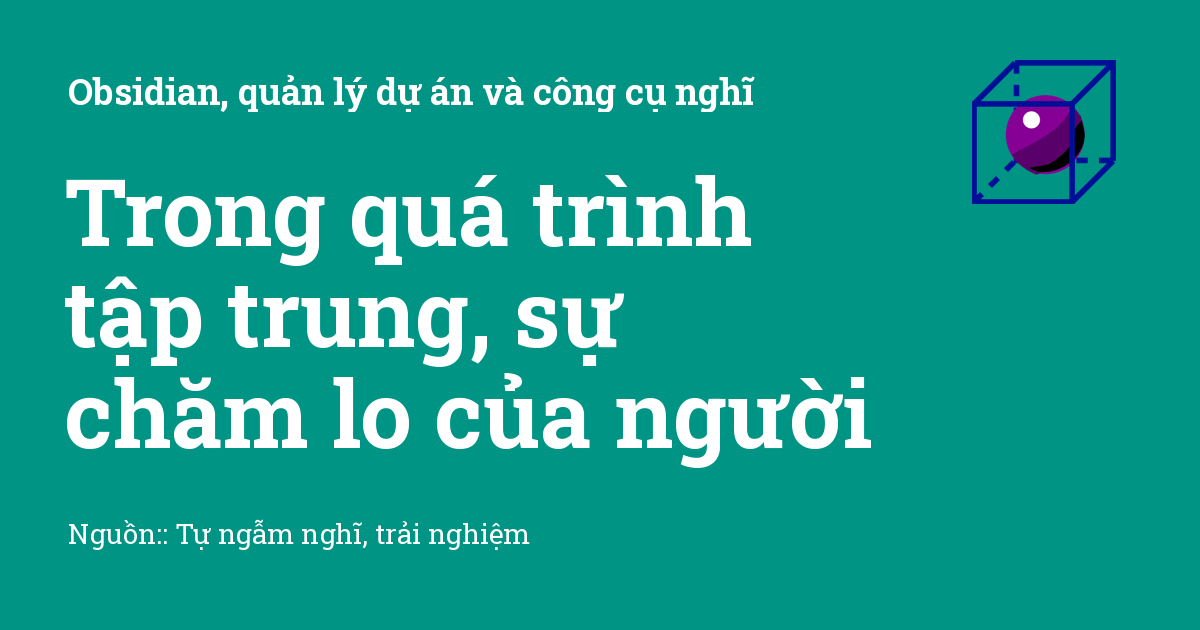 Obsidian, quản lý dự án và công cụ nghĩ
Trong quá trình
tập trung, sự
chăm lo của người
Nguồn:: Tự ngẫm nghĩ, trải nghiệm